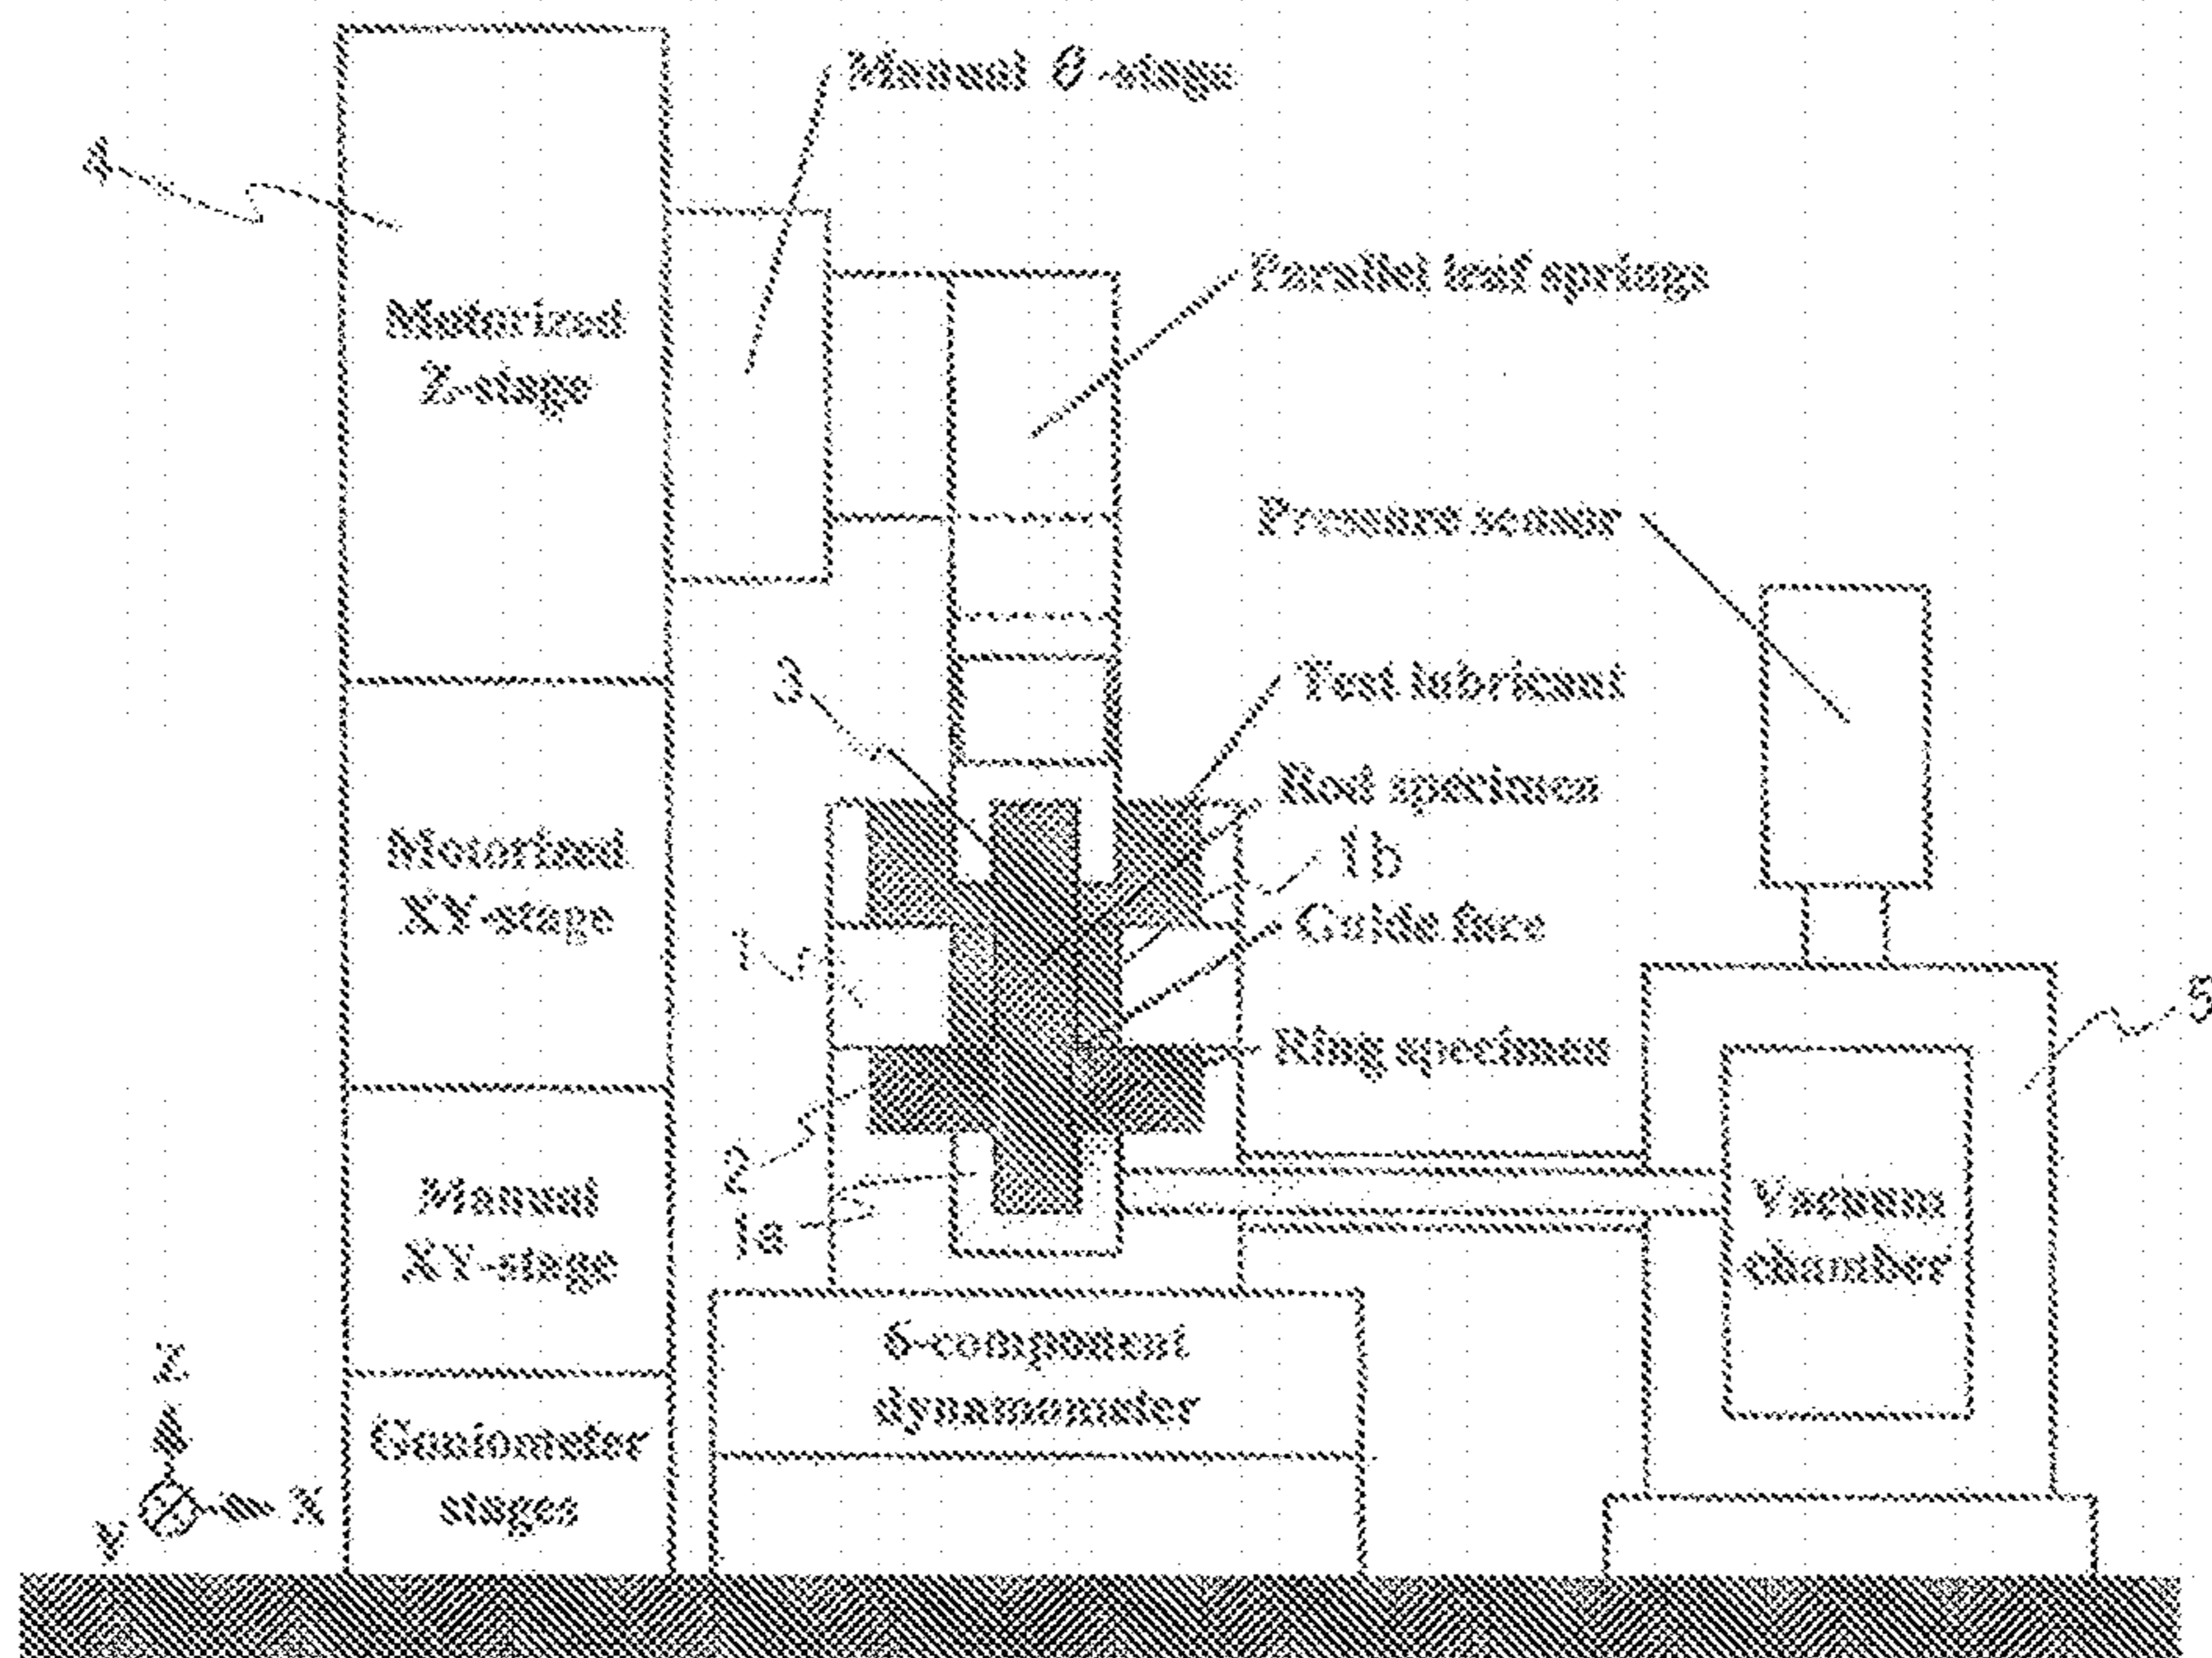 Manual θ-stage
4
Parallel leaf springs
Motorized
Z-stage
Pressure sensor
3
Test lubricant
Rod specimen
Motorized
XY-stage
1b
Guide face
1
5
Ring specimen
2
Manual
XY-stage
1a
Vacuum
chamber
6-component
dynamometer
Z
Goniometer
stages
X
Y